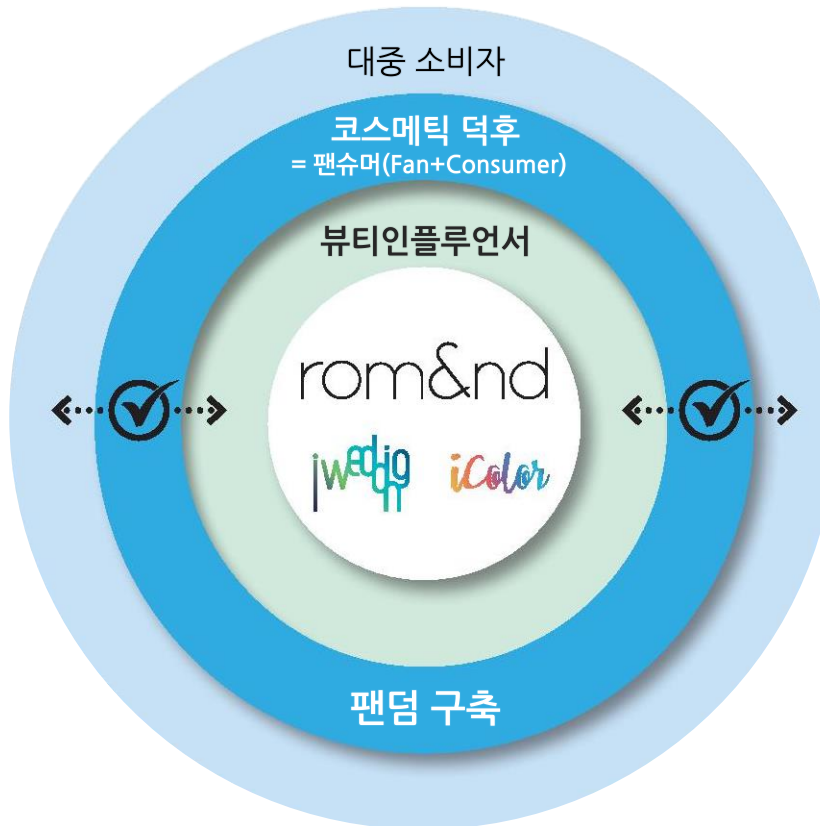 대중 소비자
코스메틱 덕후
= 팬슈머(Fan+Consumer)
뷰티인플루언서
rom&nd
jwedding iColor
팬덤 구축